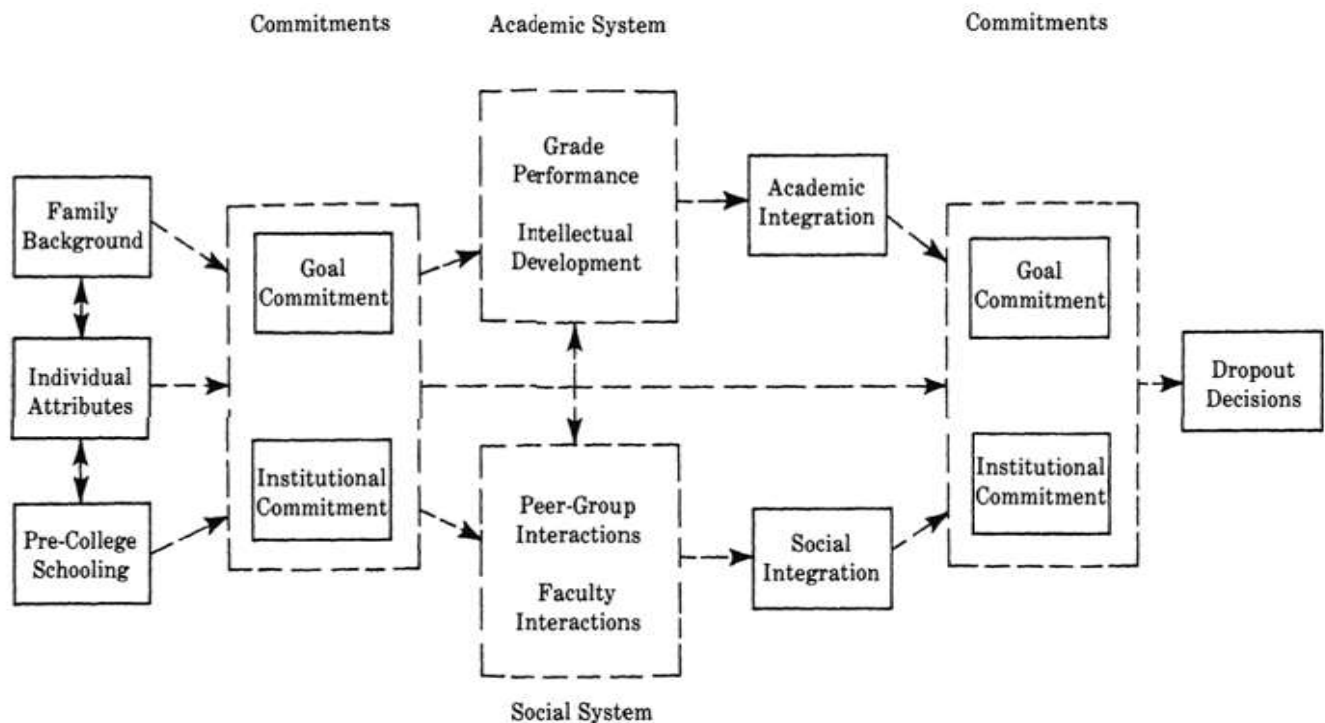 Commitments
Academic System
Commitments
Family
Background
Individual
Attributes
Pre-College
Schooling
Goal
Commitment
Institutional
Commitment
Grade
Performance
Intellectual
Development
Peer-Group
Interactions
Faculty
Interactions
Social System
Academic
Integration
Social
Integration
Goal
Commitment
Institutional
Commitment
Dropout
Decisions